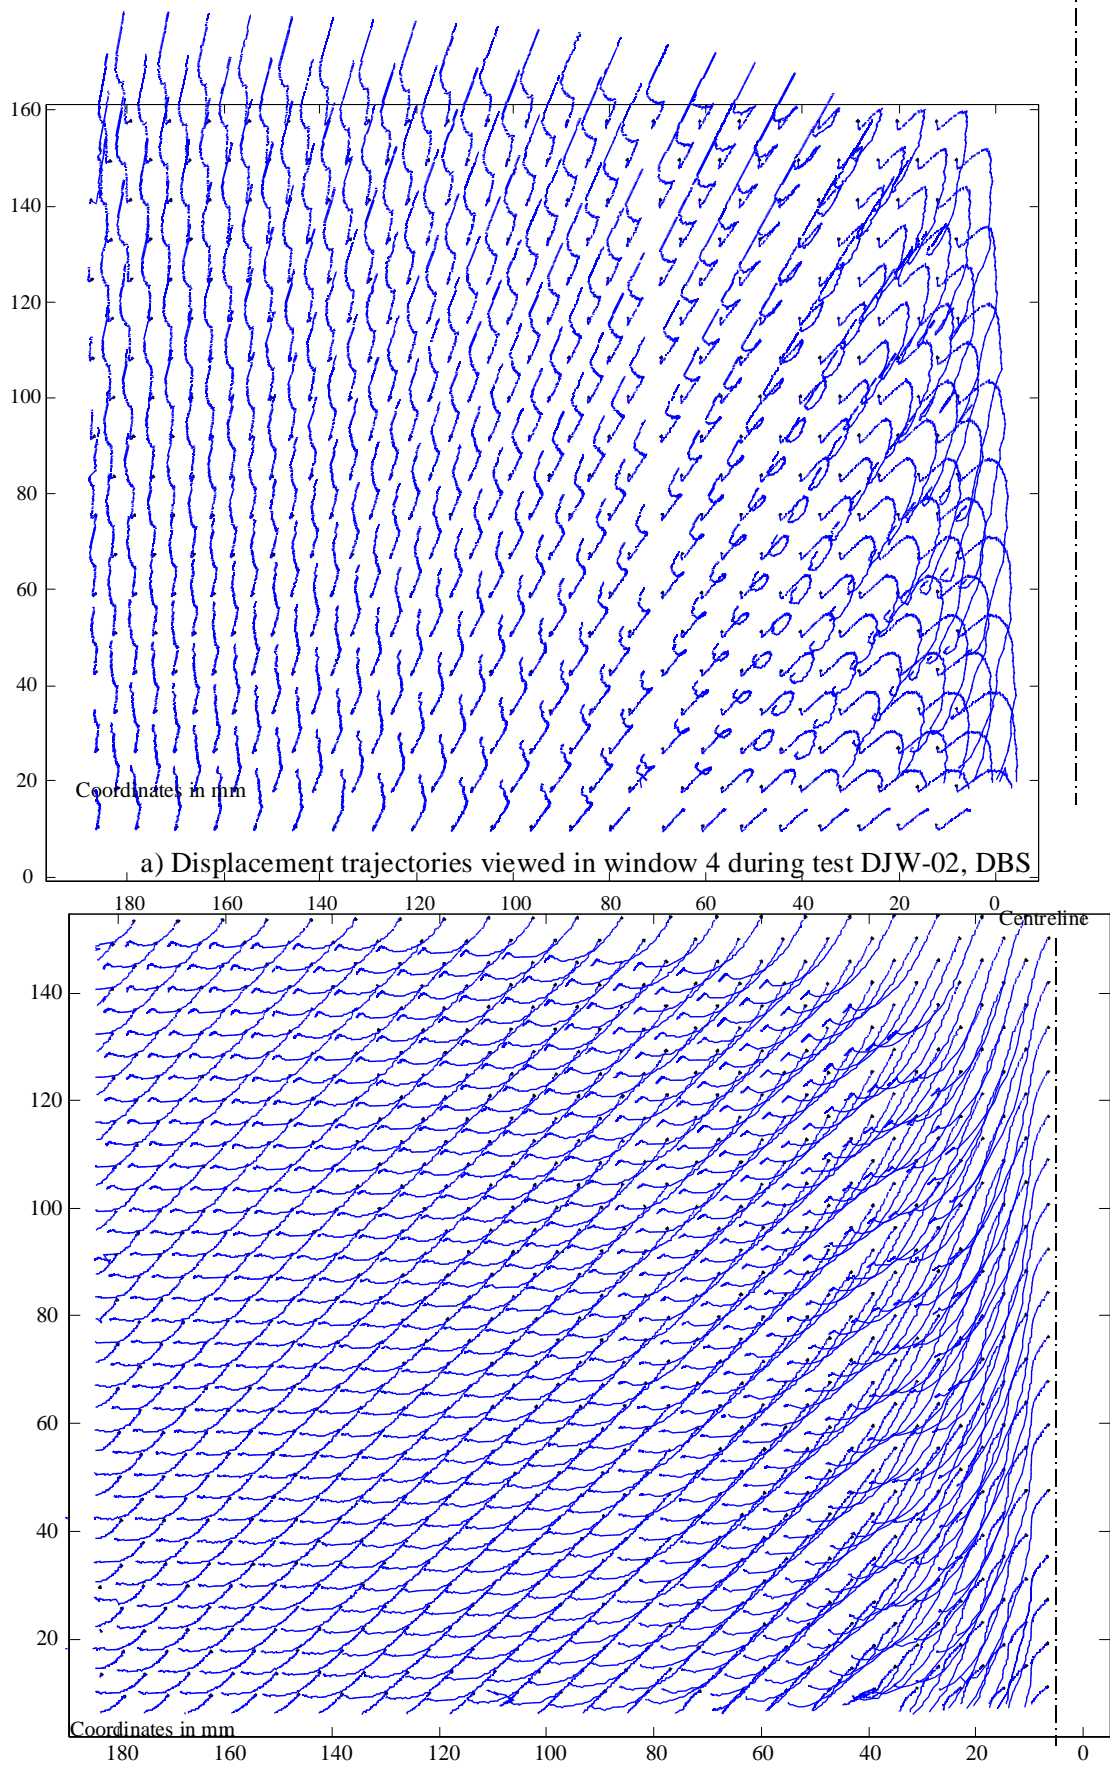 160
140
120
100
80
60
40
20
Coordinates in mm
a) Displacement trajectories viewed in window 4 during test DJW-02, DBS
0
180 160 140 120 100 80 60 40 20 0
Centreline
140
120
100
80
60
40
20
Coordinates in mm
180 160 140 120 100 80 60 40 20 0